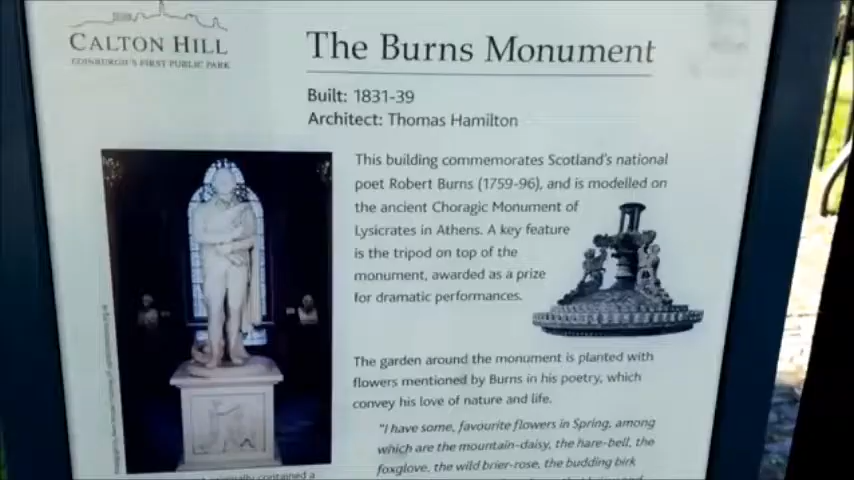 CALTON HILL
EDINBURGH'S FIRST PUBLIC PARK
The Burns Monument
Built: 1831-39
Architect: Thomas Hamilton
This building commemorates Scotland's national
poet Robert Burns (1759-96), and is modelled on
the ancient Choragic Monument of
Lysicrates in Athens. A key feature
is the tripod on top of the
monument, awarded as a prize
for dramatic performances.
The garden around the monument is planted with
flowers mentioned by Burns in his poetry, which
convey his love of nature and life.
"I have some, favourite flowers in Spring, among
which are the mountain-daisy, the hare-bell, the
foxglove, the wild brier-rose, the budding birk
originally contained a